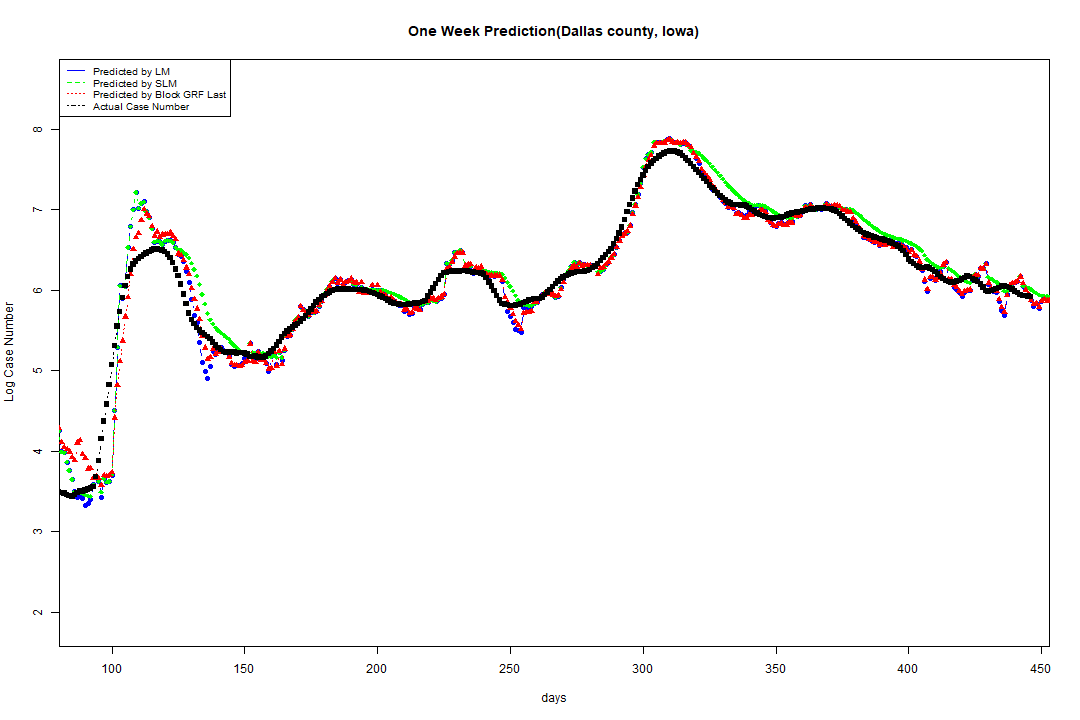 One Week Prediction(Dallas county, Iowa)
Predicted by LM
Predicted by SLM
Predicted by Block GRF Last
Actual Case Number
Log Case Number
8
7
6
5
4
3
2
100 150 200 250 300 350 400 450
days